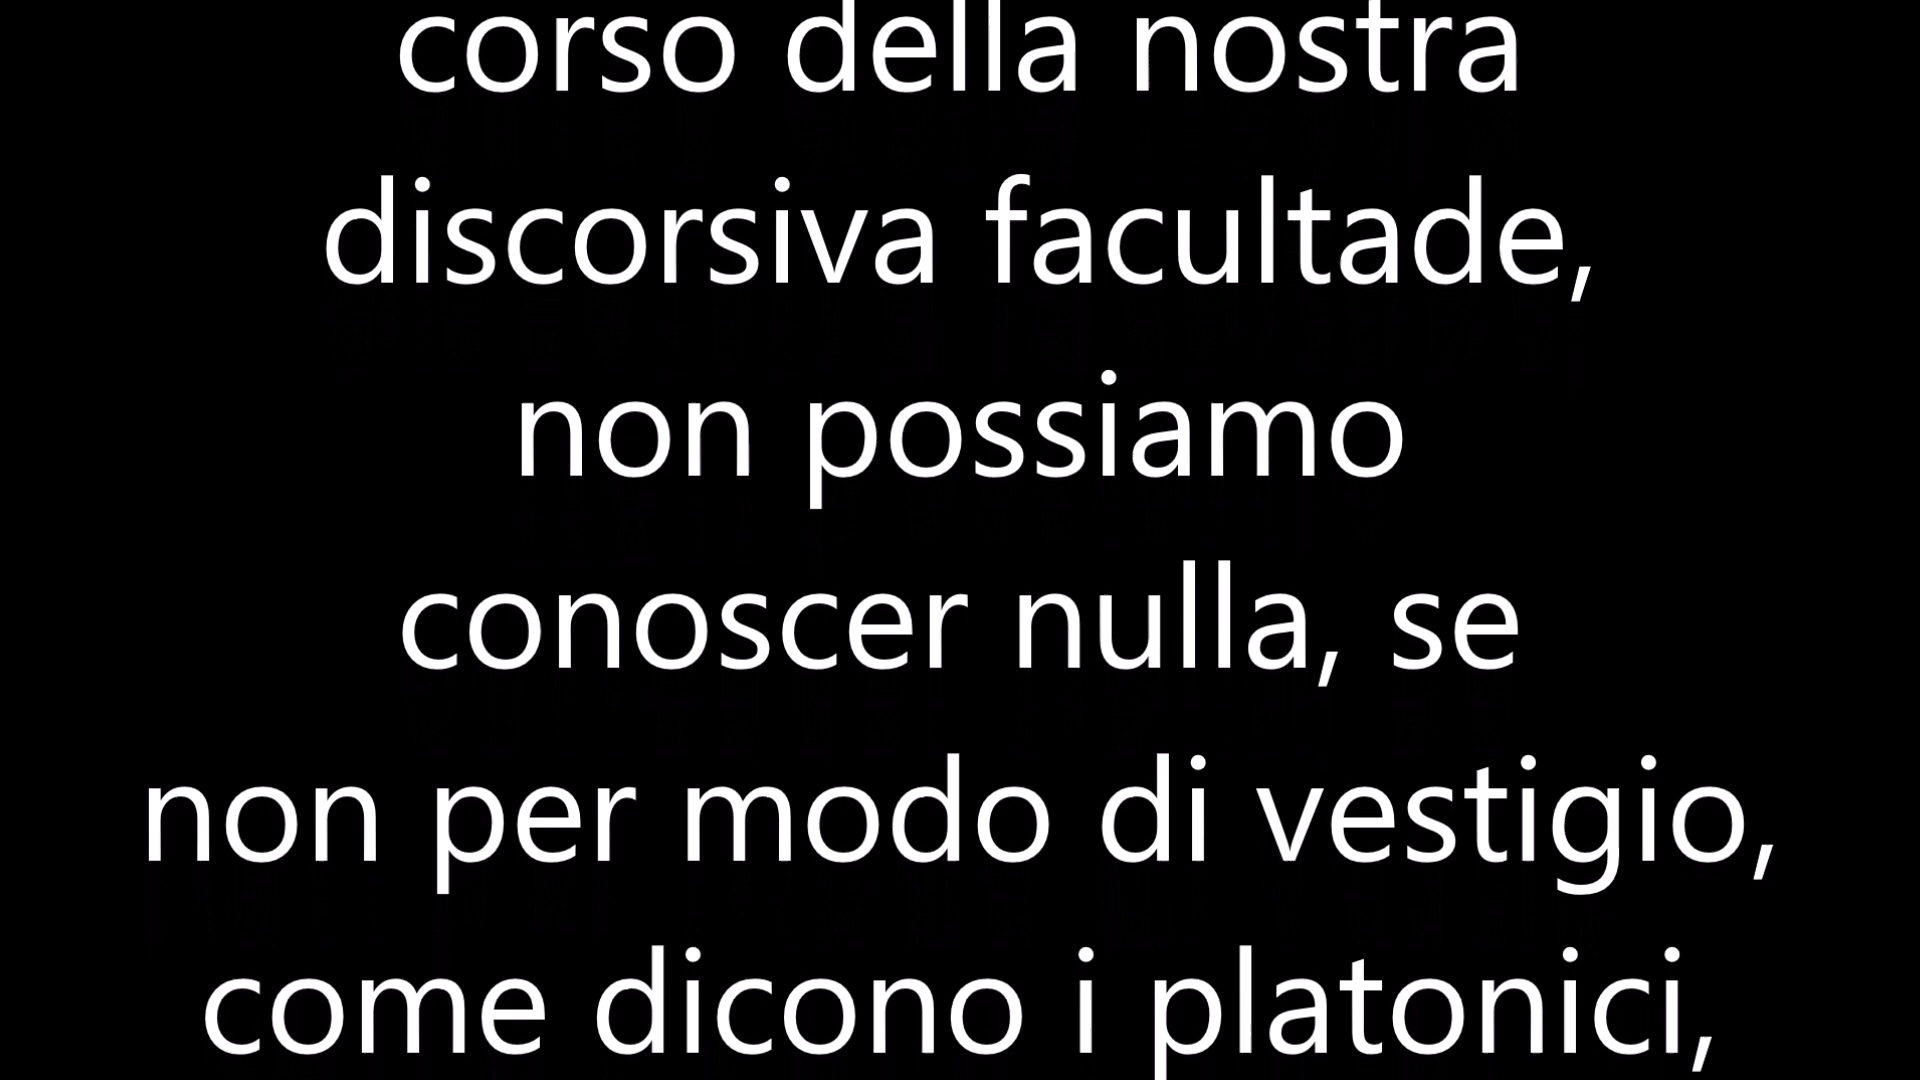 corso della nostra
discorsiva facultade,
non possiamo
conoscer nulla, se
non per modo di vestigio,
come dicono i platonici,